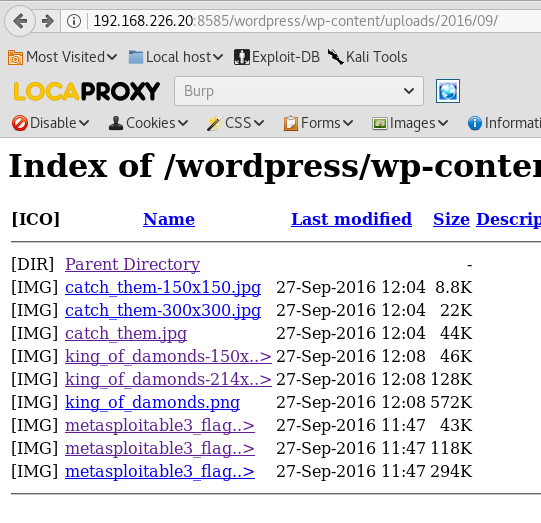 192.168.226.20:8585/wordpress/wp-content/uploads/2016/09/
Most Visited Local host Exploit-DB Kali Tools
LOCAPROXY Burp
Disable Cookies CSS Forms Images Informati
Index of /wordpress/wp-conte
[ICO] Name Last modified Size Descrip
[DIR] Parent Directory -
[IMG] catch_them-150x150.jpg 27-Sep-2016 12:04 8.8K
[IMG] catch_them-300x300.jpg 27-Sep-2016 12:04 22K
[IMG] catch_them.jpg 27-Sep-2016 12:04 44K
[IMG] king_of_damonds-150x..> 27-Sep-2016 12:08 46K
[IMG] king_of_damonds-214x..> 27-Sep-2016 12:08 128K
[IMG] king_of_damonds.png 27-Sep-2016 12:08 572K
[IMG] metasploitable3_flag..> 27-Sep-2016 11:47 43K
[IMG] metasploitable3_flag..> 27-Sep-2016 11:47 118K
[IMG] metasploitable3_flag..> 27-Sep-2016 11:47 294K